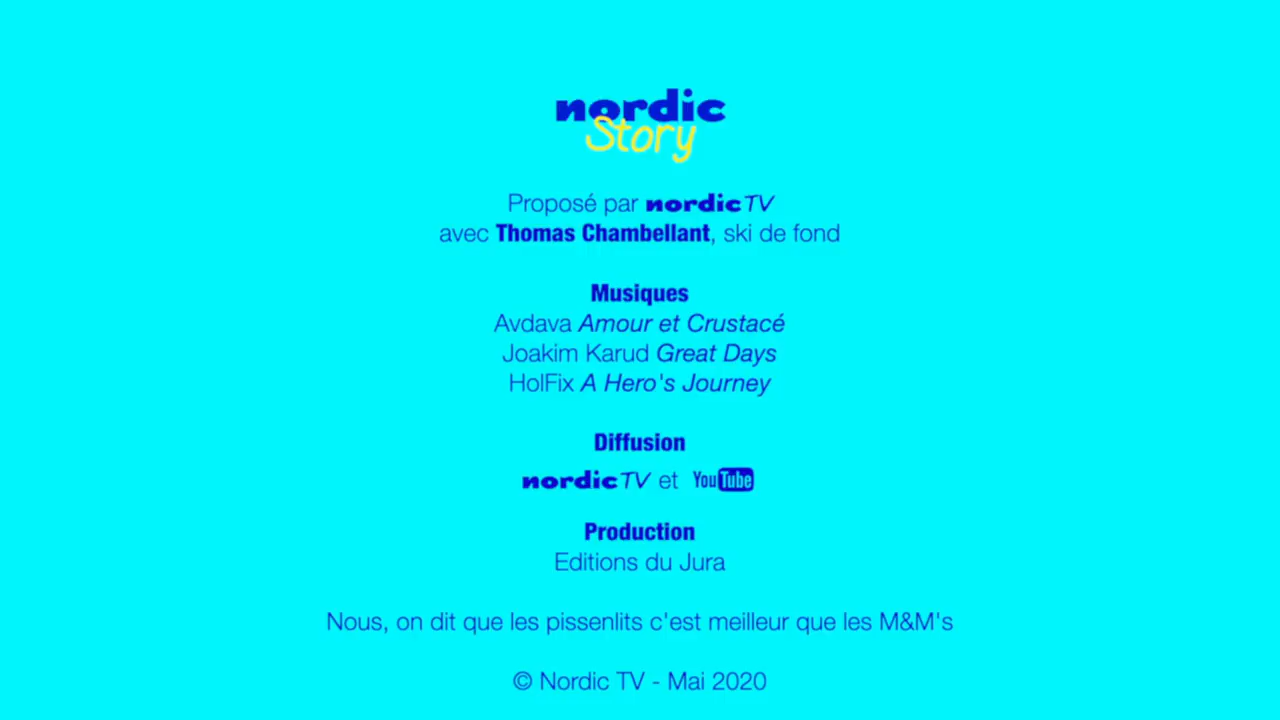 nordic
Story
Proposé par nordicTV
avec Thomas Chambellant, ski de fond
Musiques
Avdava Amour et Crustacé
Joakim Karud Great Days
HolFix A Hero's Journey
Diffusion
nordicTV et YouTube
Production
Editions du Jura
Nous, on dit que les pissenlits c'est meilleur que les M&M's
© Nordic TV - Mai 2020